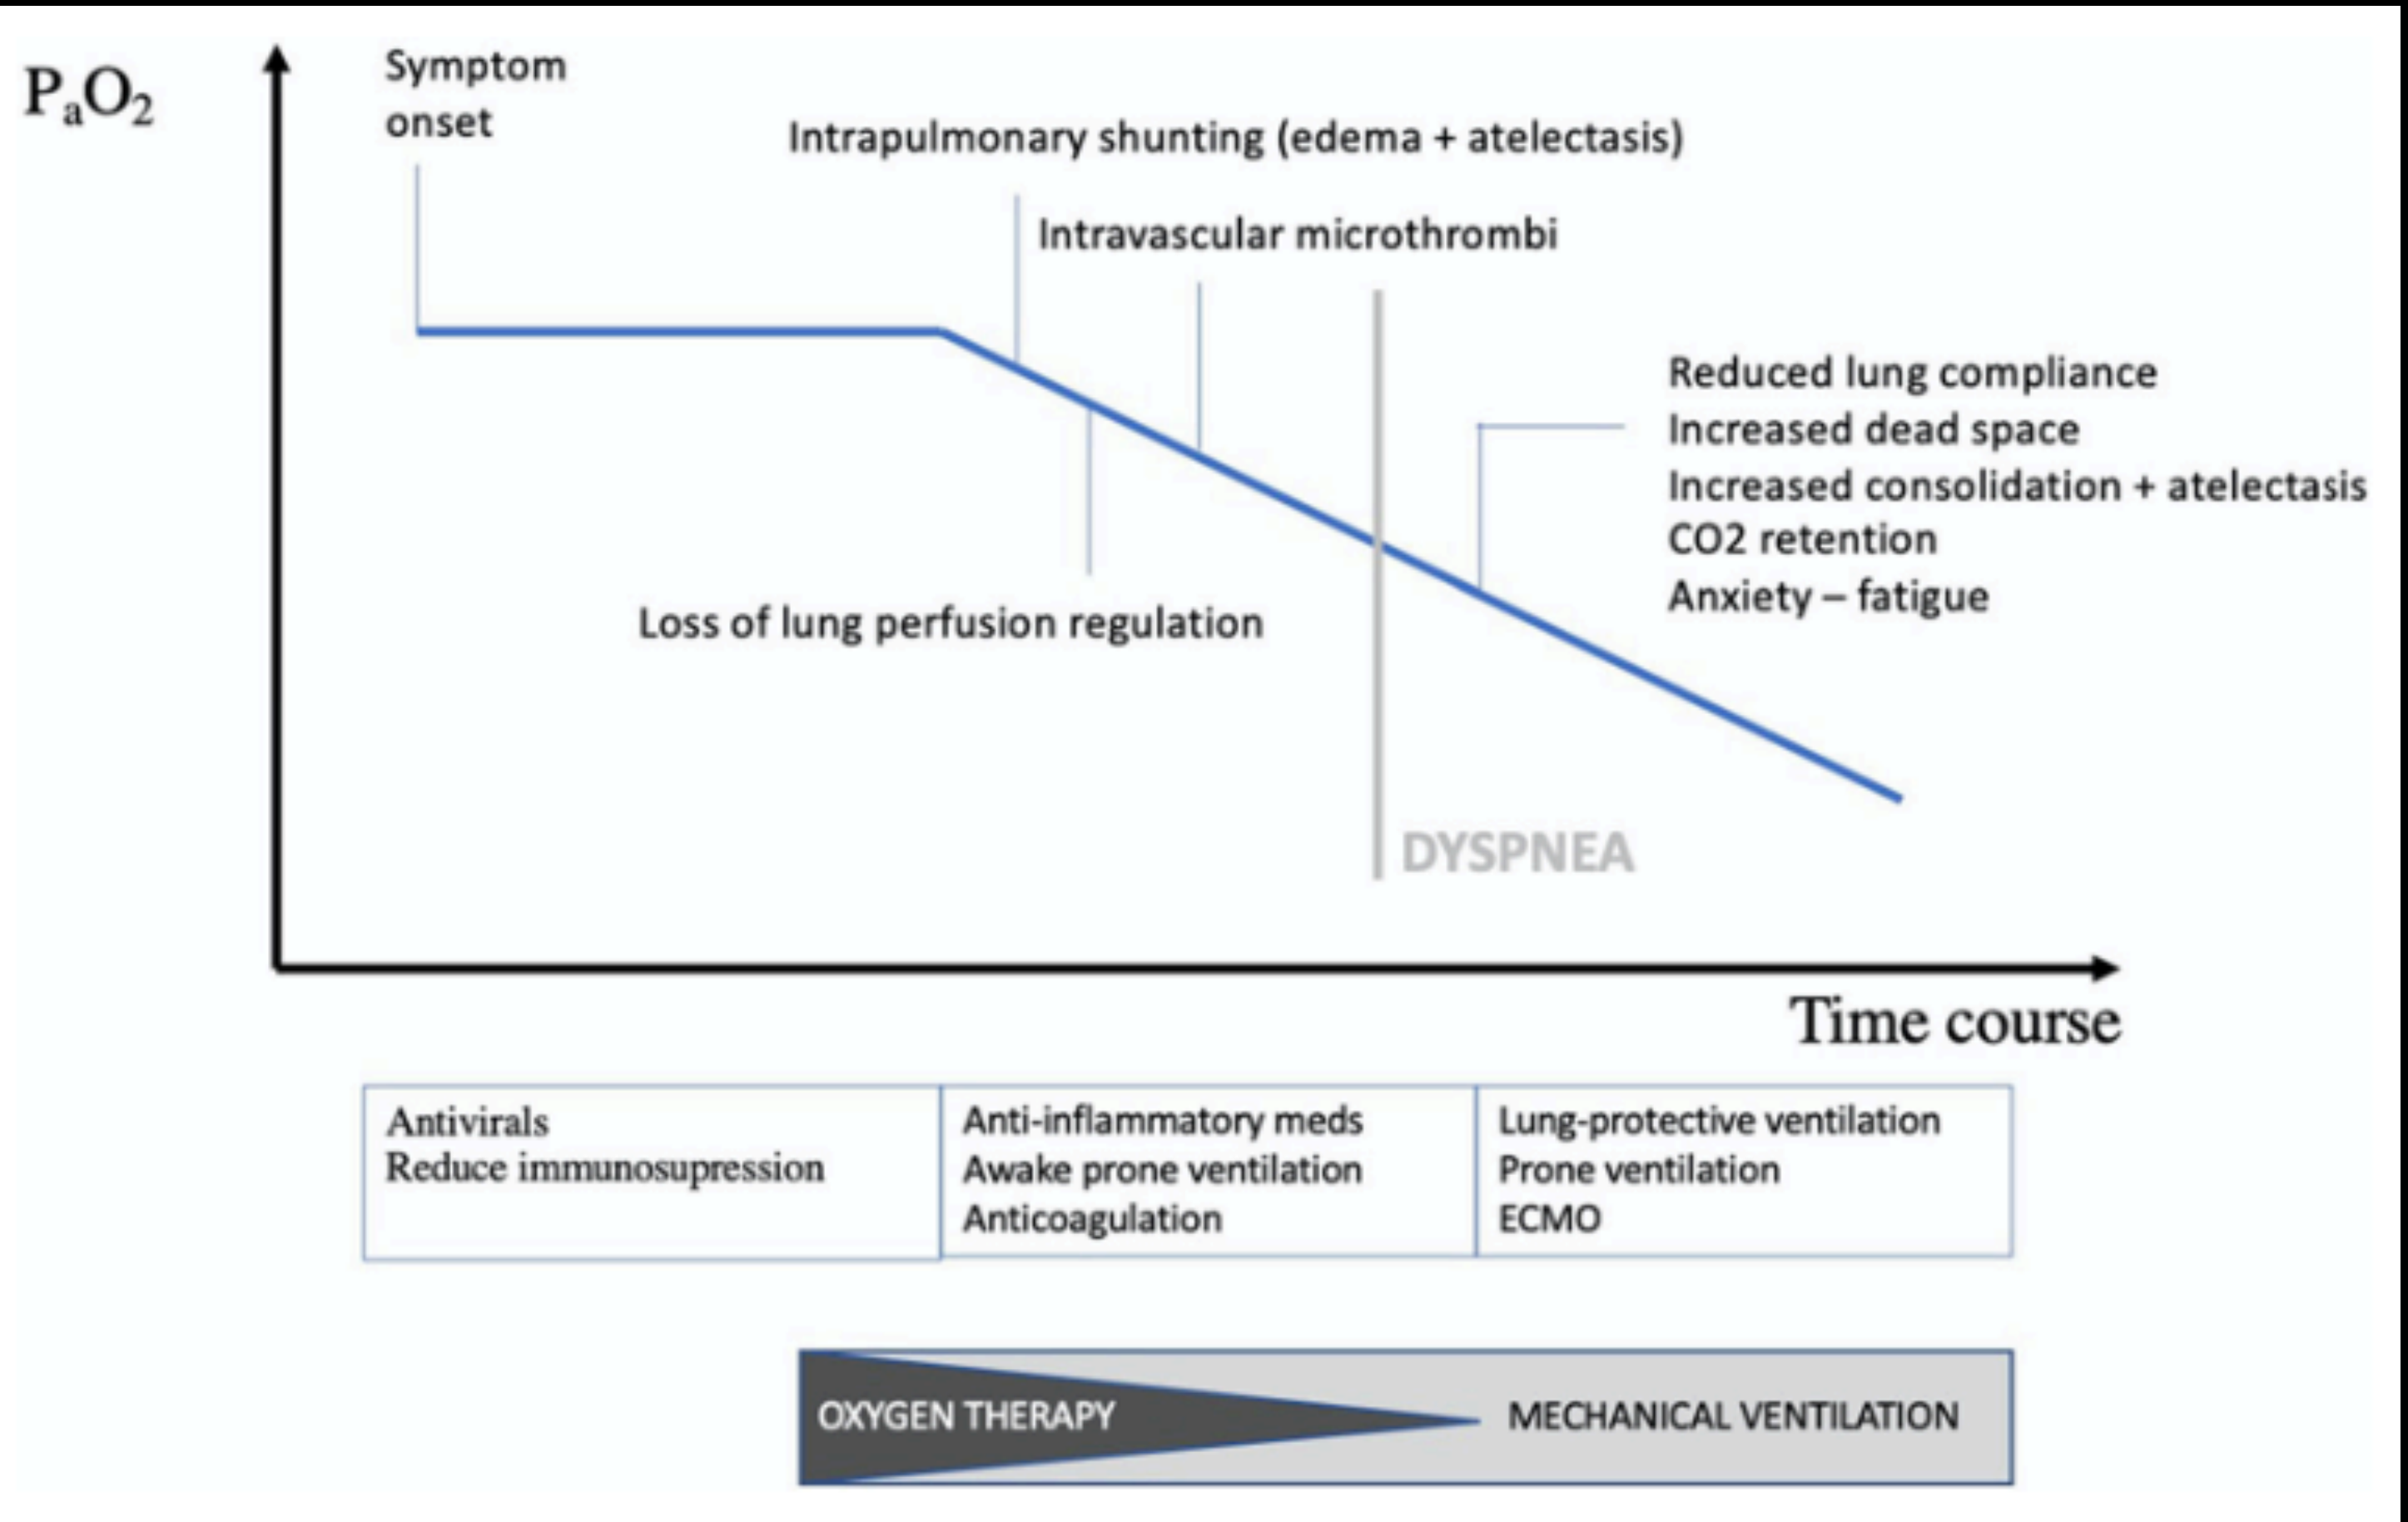 PaO2
Symptom
onset
Intrapulmonary shunting (edema + atelectasis)
Intravascular microthrombi
Reduced lung compliance
Increased dead space
Increased consolidation + atelectasis
CO2 retention
Anxiety – fatigue
Loss of lung perfusion regulation
DYSPNEA
Time course
Antivirals
Reduce immunosupression
Anti-inflammatory meds
Awake prone ventilation
Anticoagulation
Lung-protective ventilation
Prone ventilation
ECMO
OXYGEN THERAPY
MECHANICAL VENTILATION